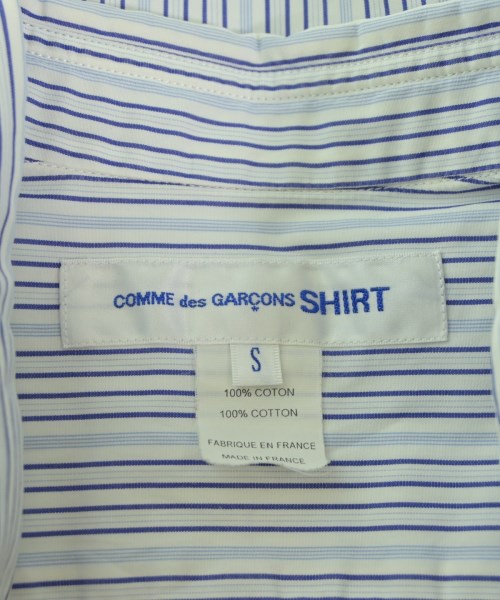 COMME des GARÇONS SHIRT
S
100% COTON
100% COTTON
FABRIQUE EN FRANCE
MADE IN FRANCE